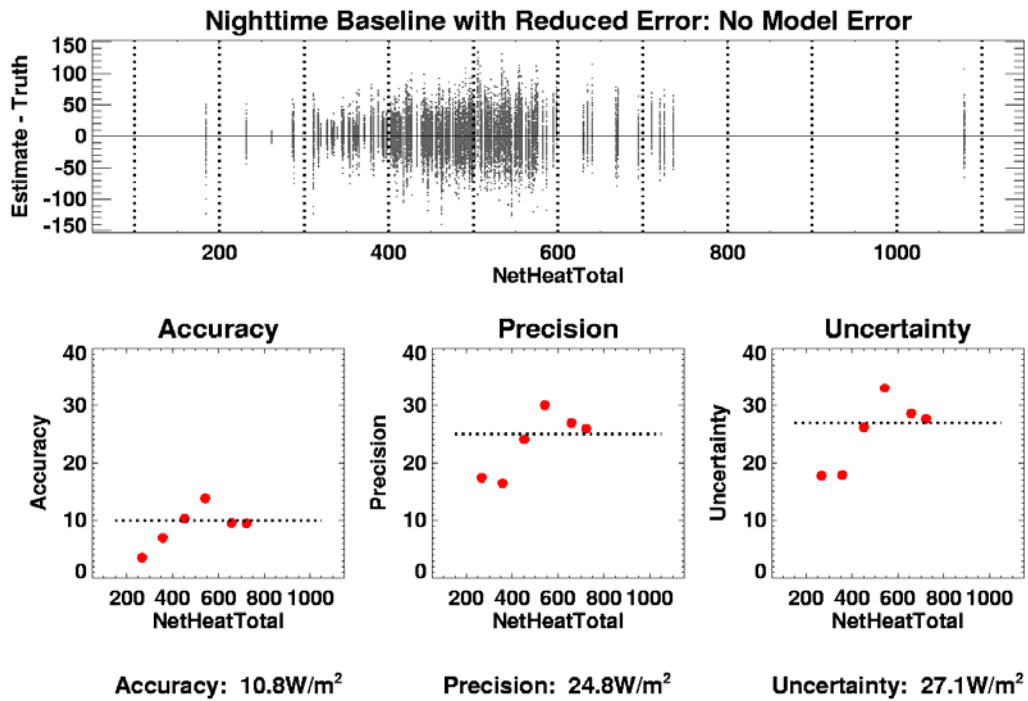 Nighttime Baseline with Reduced Error: No Model Error
Estimate - Truth
150
100
50
0
-50
-100
-150
200 400 600 800 1000
NetHeatTotal
Accuracy
Accuracy
40
30
20
10
0
200 400 600 800 1000
NetHeatTotal
Accuracy: 10.8W/m²
Precision
Precision
40
30
20
10
0
200 400 600 800 1000
NetHeatTotal
Precision: 24.8W/m²
Uncertainty
Uncertainty
40
30
20
10
0
200 400 600 800 1000
NetHeatTotal
Uncertainty: 27.1W/m²